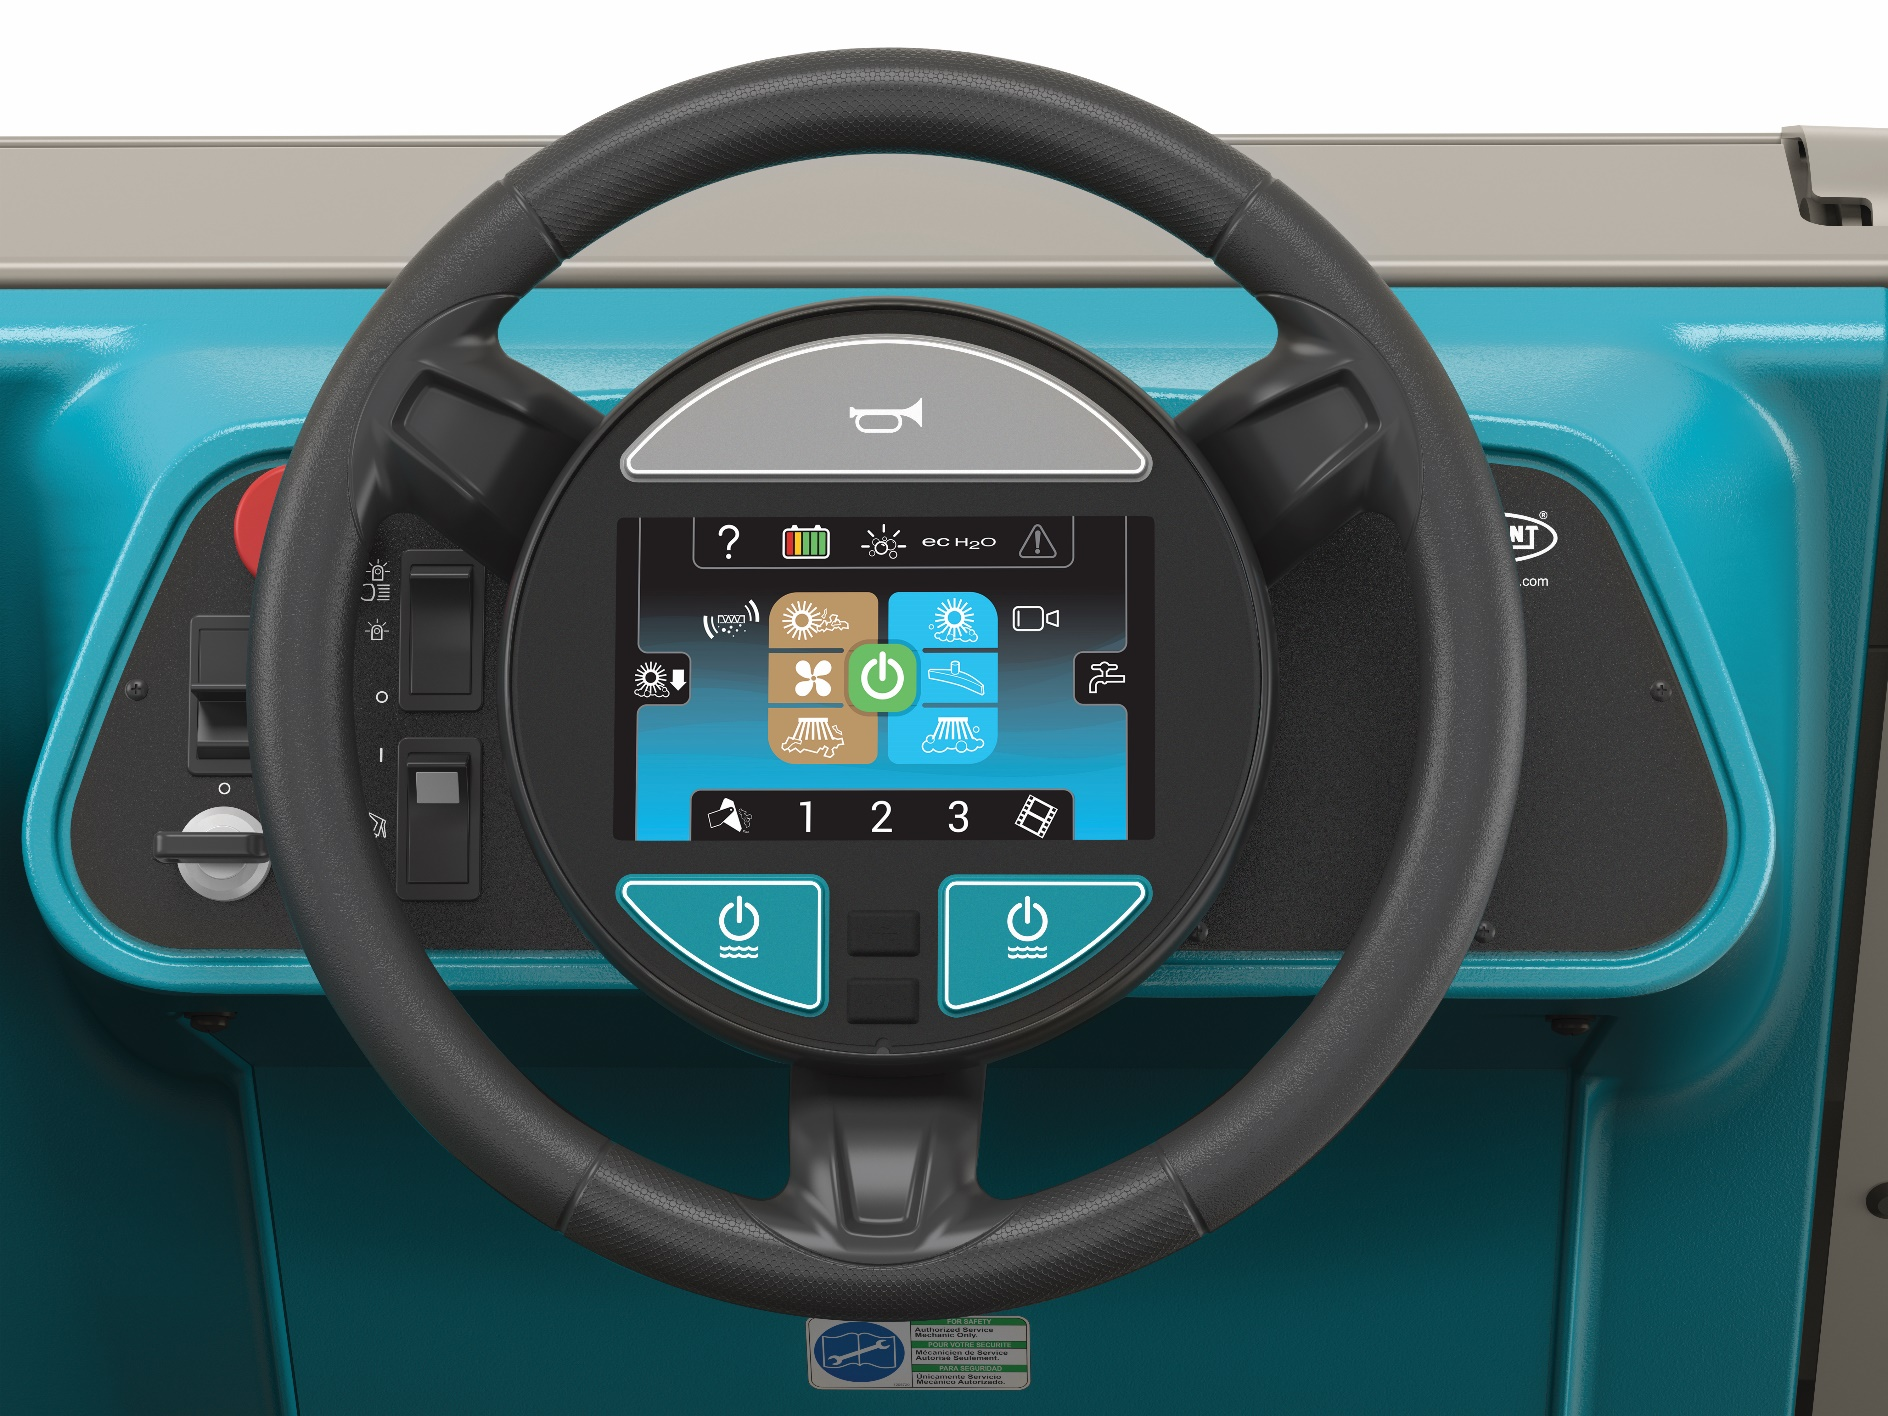 ec H₂O
NT®
.com
1 2 3
FOR SAFETY
Authorized Service
Mechanic Only.
POUR VOTRE SECURITE
Mécanicien de Service
Autorisé Seulement.
PARA SEGURIDAD
Únicamente Servicio
Mecánico Autorizado.